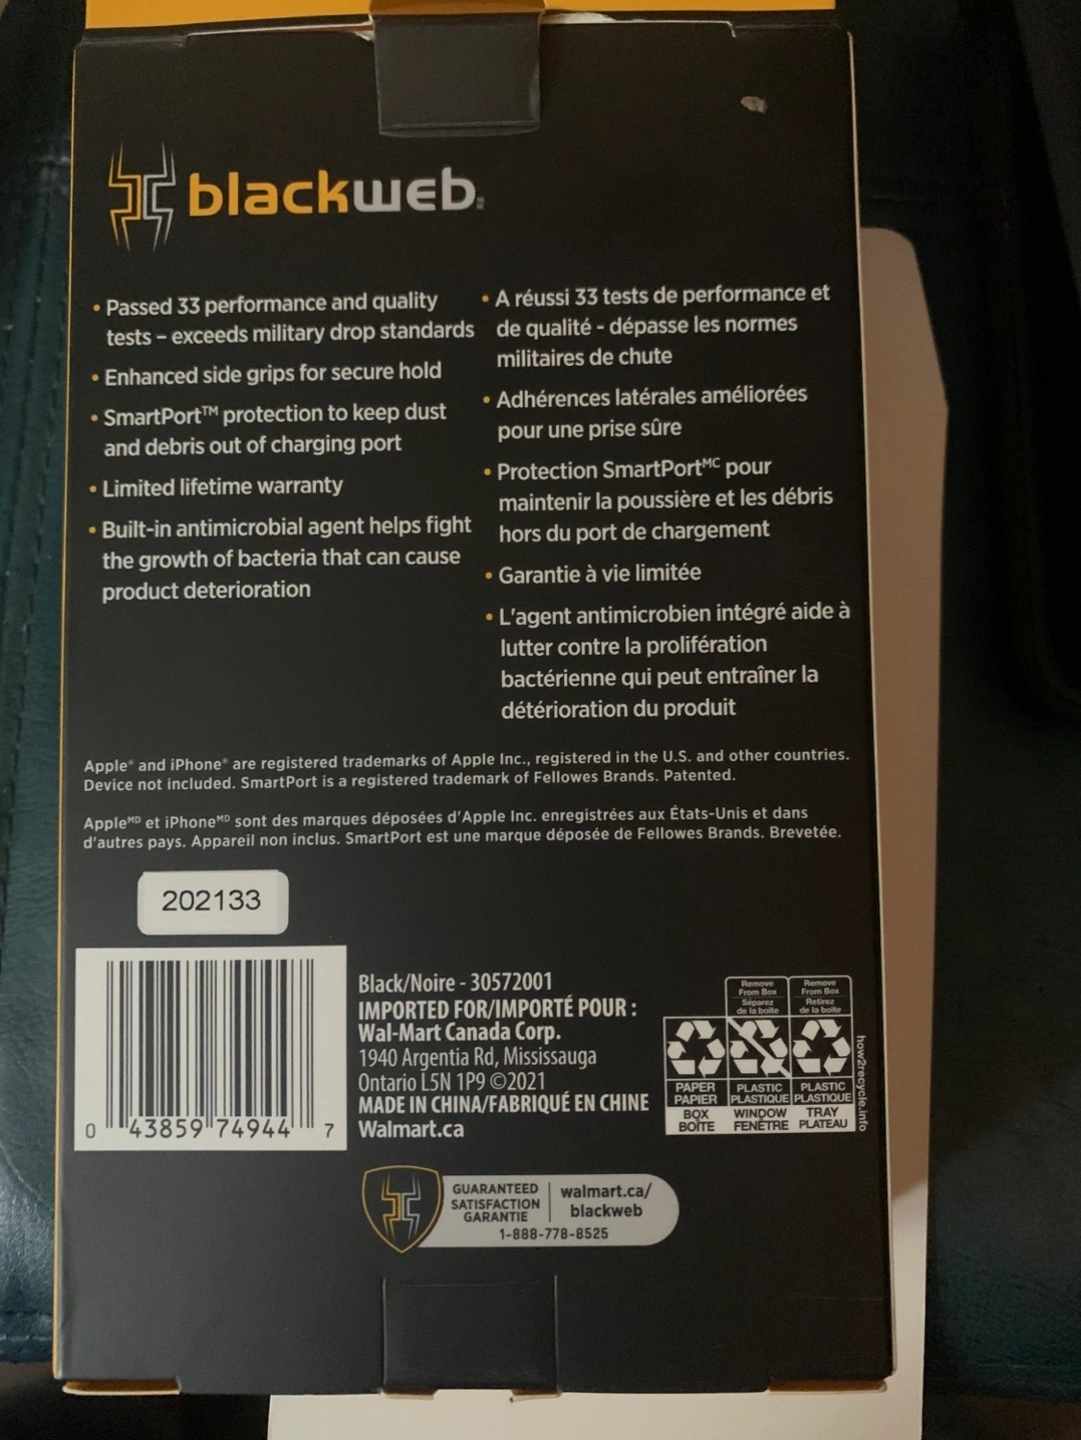 blackweb
• Passed 33 performance and quality
tests – exceeds military drop standards
• Enhanced side grips for secure hold
• SmartPort™ protection to keep dust
and debris out of charging port
• Limited lifetime warranty
• Built-in antimicrobial agent helps fight
the growth of bacteria that can cause
product deterioration
• A réussi 33 tests de performance et
de qualité - dépasse les normes
militaires de chute
• Adhérences latérales améliorées
pour une prise sûre
• Protection SmartPortᴹᶜ pour
maintenir la poussière et les débris
hors du port de chargement
• Garantie à vie limitée
• L'agent antimicrobien intégré aide à
lutter contre la prolifération
bactérienne qui peut entraîner la
détérioration du produit
Apple® and iPhone® are registered trademarks of Apple Inc., registered in the U.S. and other countries.
Device not included. SmartPort is a registered trademark of Fellowes Brands. Patented.
Appleᴹᴰ et iPhoneᴹᴰ sont des marques déposées d'Apple Inc. enregistrées aux États-Unis et dans
d'autres pays. Appareil non inclus. SmartPort est une marque déposée de Fellowes Brands. Brevetée.
202133
0 43859 74944 7
Black/Noire - 30572001
IMPORTED FOR/IMPORTÉ POUR :
Wal-Mart Canada Corp.
1940 Argentia Rd, Mississauga
Ontario L5N 1P9 ©2021
MADE IN CHINA/FABRIQUÉ EN CHINE
Walmart.ca
Remove
From Box
Séparez
de la boîte
Remove
From Box
Retirez
de la boîte
PAPER
PAPIER
BOX
BOÎTE
PLASTIC
PLASTIQUE
WINDOW
FENÊTRE
PLASTIC
PLASTIQUE
TRAY
PLATEAU
how2recycle.info
GUARANTEED
SATISFACTION
GARANTIE
walmart.ca/
blackweb
1-888-778-8525